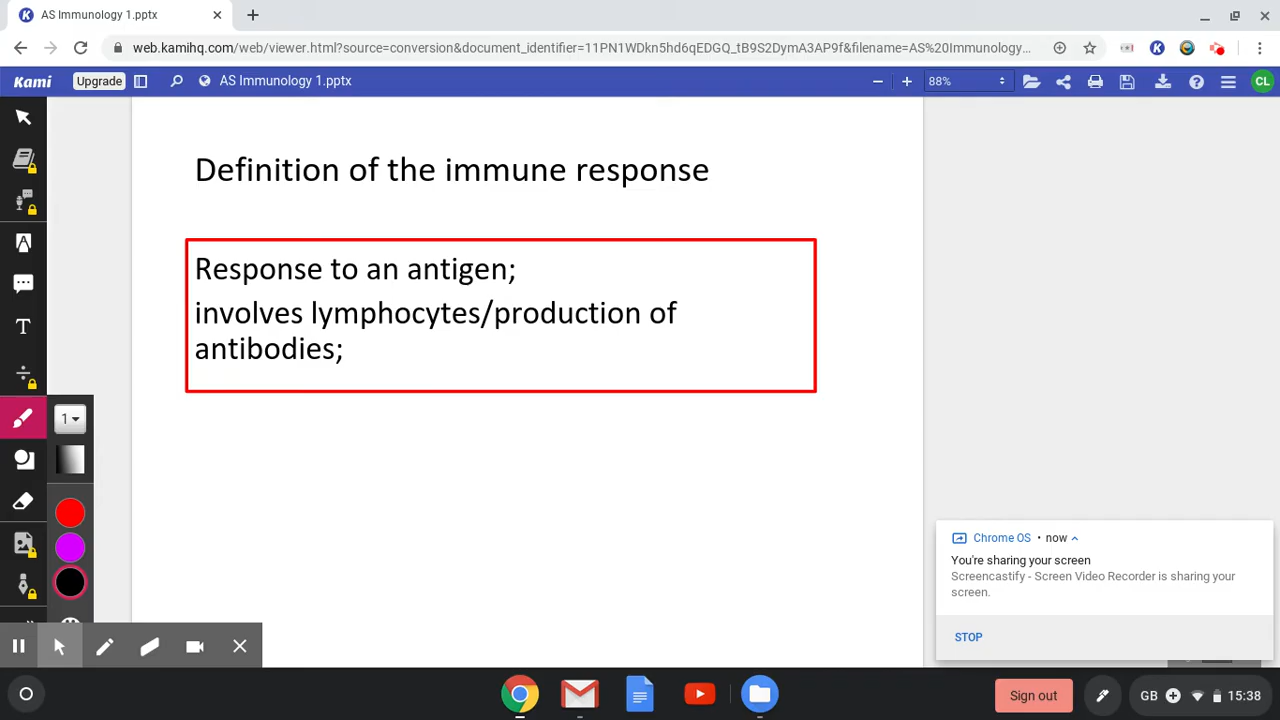 AS Immunology 1.pptx
web.kamihq.com/web/viewer.html?source=conversion&document_identifier=11PN1WDkn5hd6qEDGQ_tB9S2DymA3AP9f&filename=AS%20Immunology...
Kami Upgrade AS Immunology 1.pptx 88% CL
Definition of the immune response
Response to an antigen;
involves lymphocytes/production of
antibodies;
T
1
Chrome OS • now
You're sharing your screen
Screencastify - Screen Video Recorder is sharing your
screen.
STOP
Sign out GB 15:38